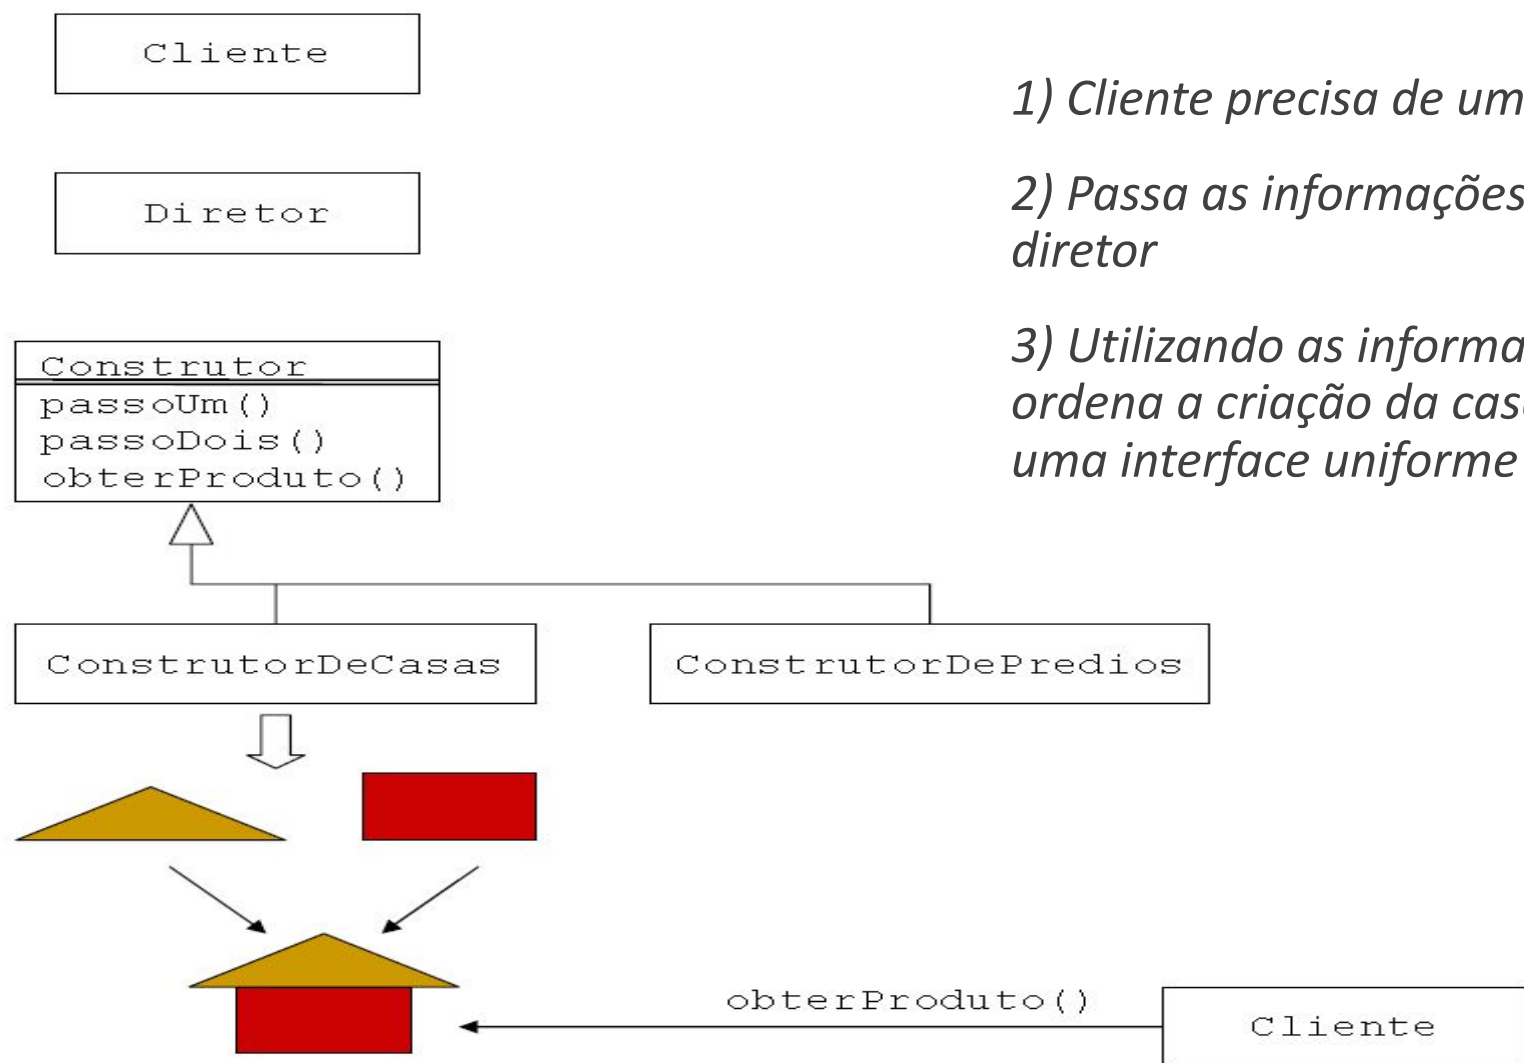 Cliente
1) Cliente precisa de um
Diretor
2) Passa as informações
diretor
3) Utilizando as informa
ordena a criação da cas
uma interface uniforme
Construtor
passoUm()
passoDois()
obterProduto()
ConstrutorDeCasas
ConstrutorDePredios
obterProduto()
Cliente